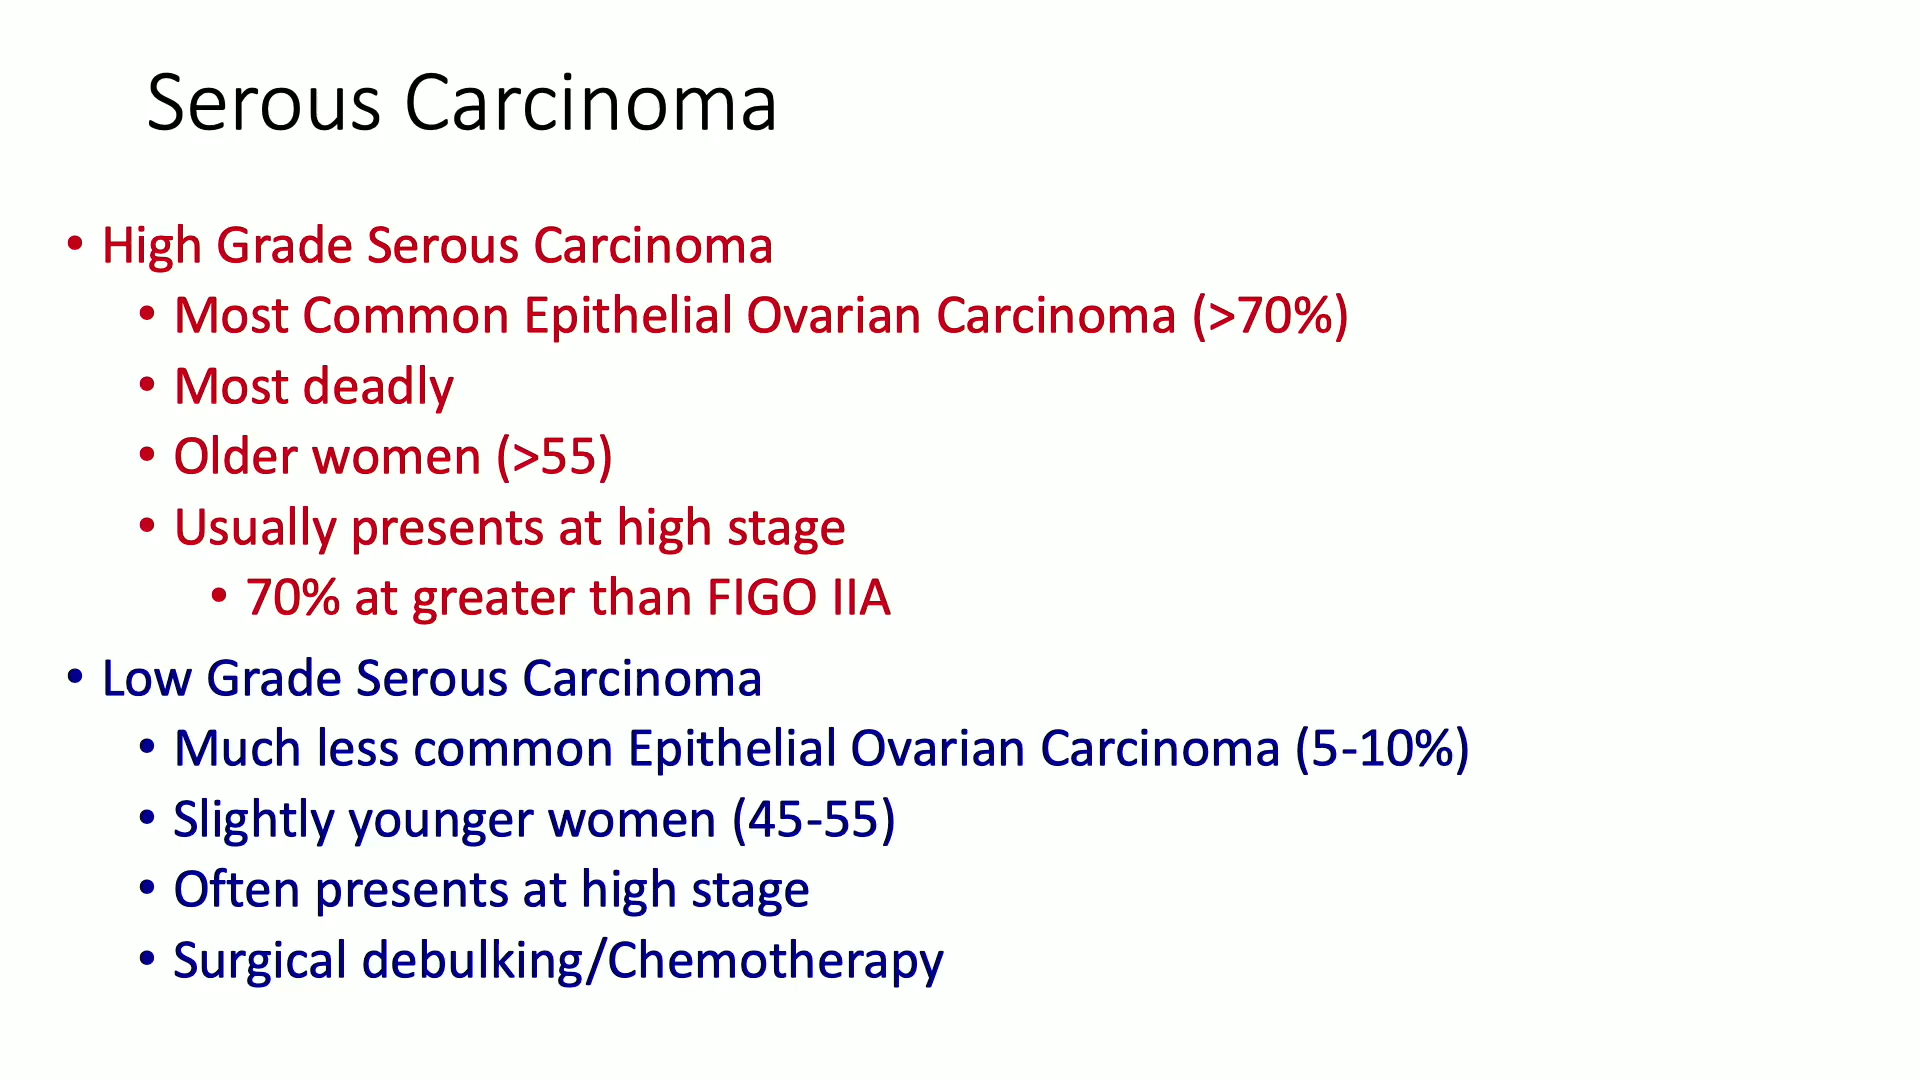 Serous Carcinoma
• High Grade Serous Carcinoma
• Most Common Epithelial Ovarian Carcinoma (>70%)
• Most deadly
• Older women (>55)
• Usually presents at high stage
• 70% at greater than FIGO IIA
• Low Grade Serous Carcinoma
• Much less common Epithelial Ovarian Carcinoma (5-10%)
• Slightly younger women (45-55)
• Often presents at high stage
• Surgical debulking/Chemotherapy